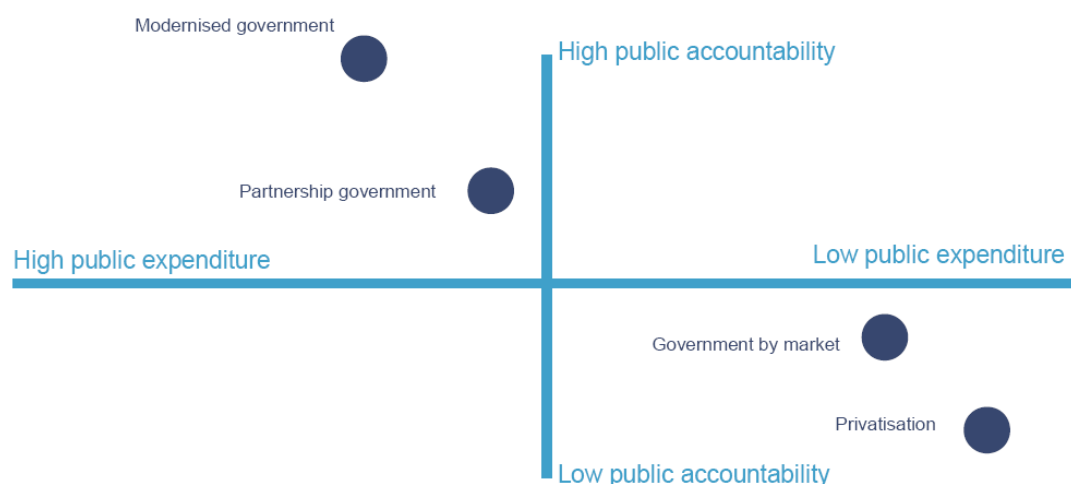 Modernised government
High public accountability
Partnership government
High public expenditure
Low public expenditure
Government by market
Privatisation
Low public accountability